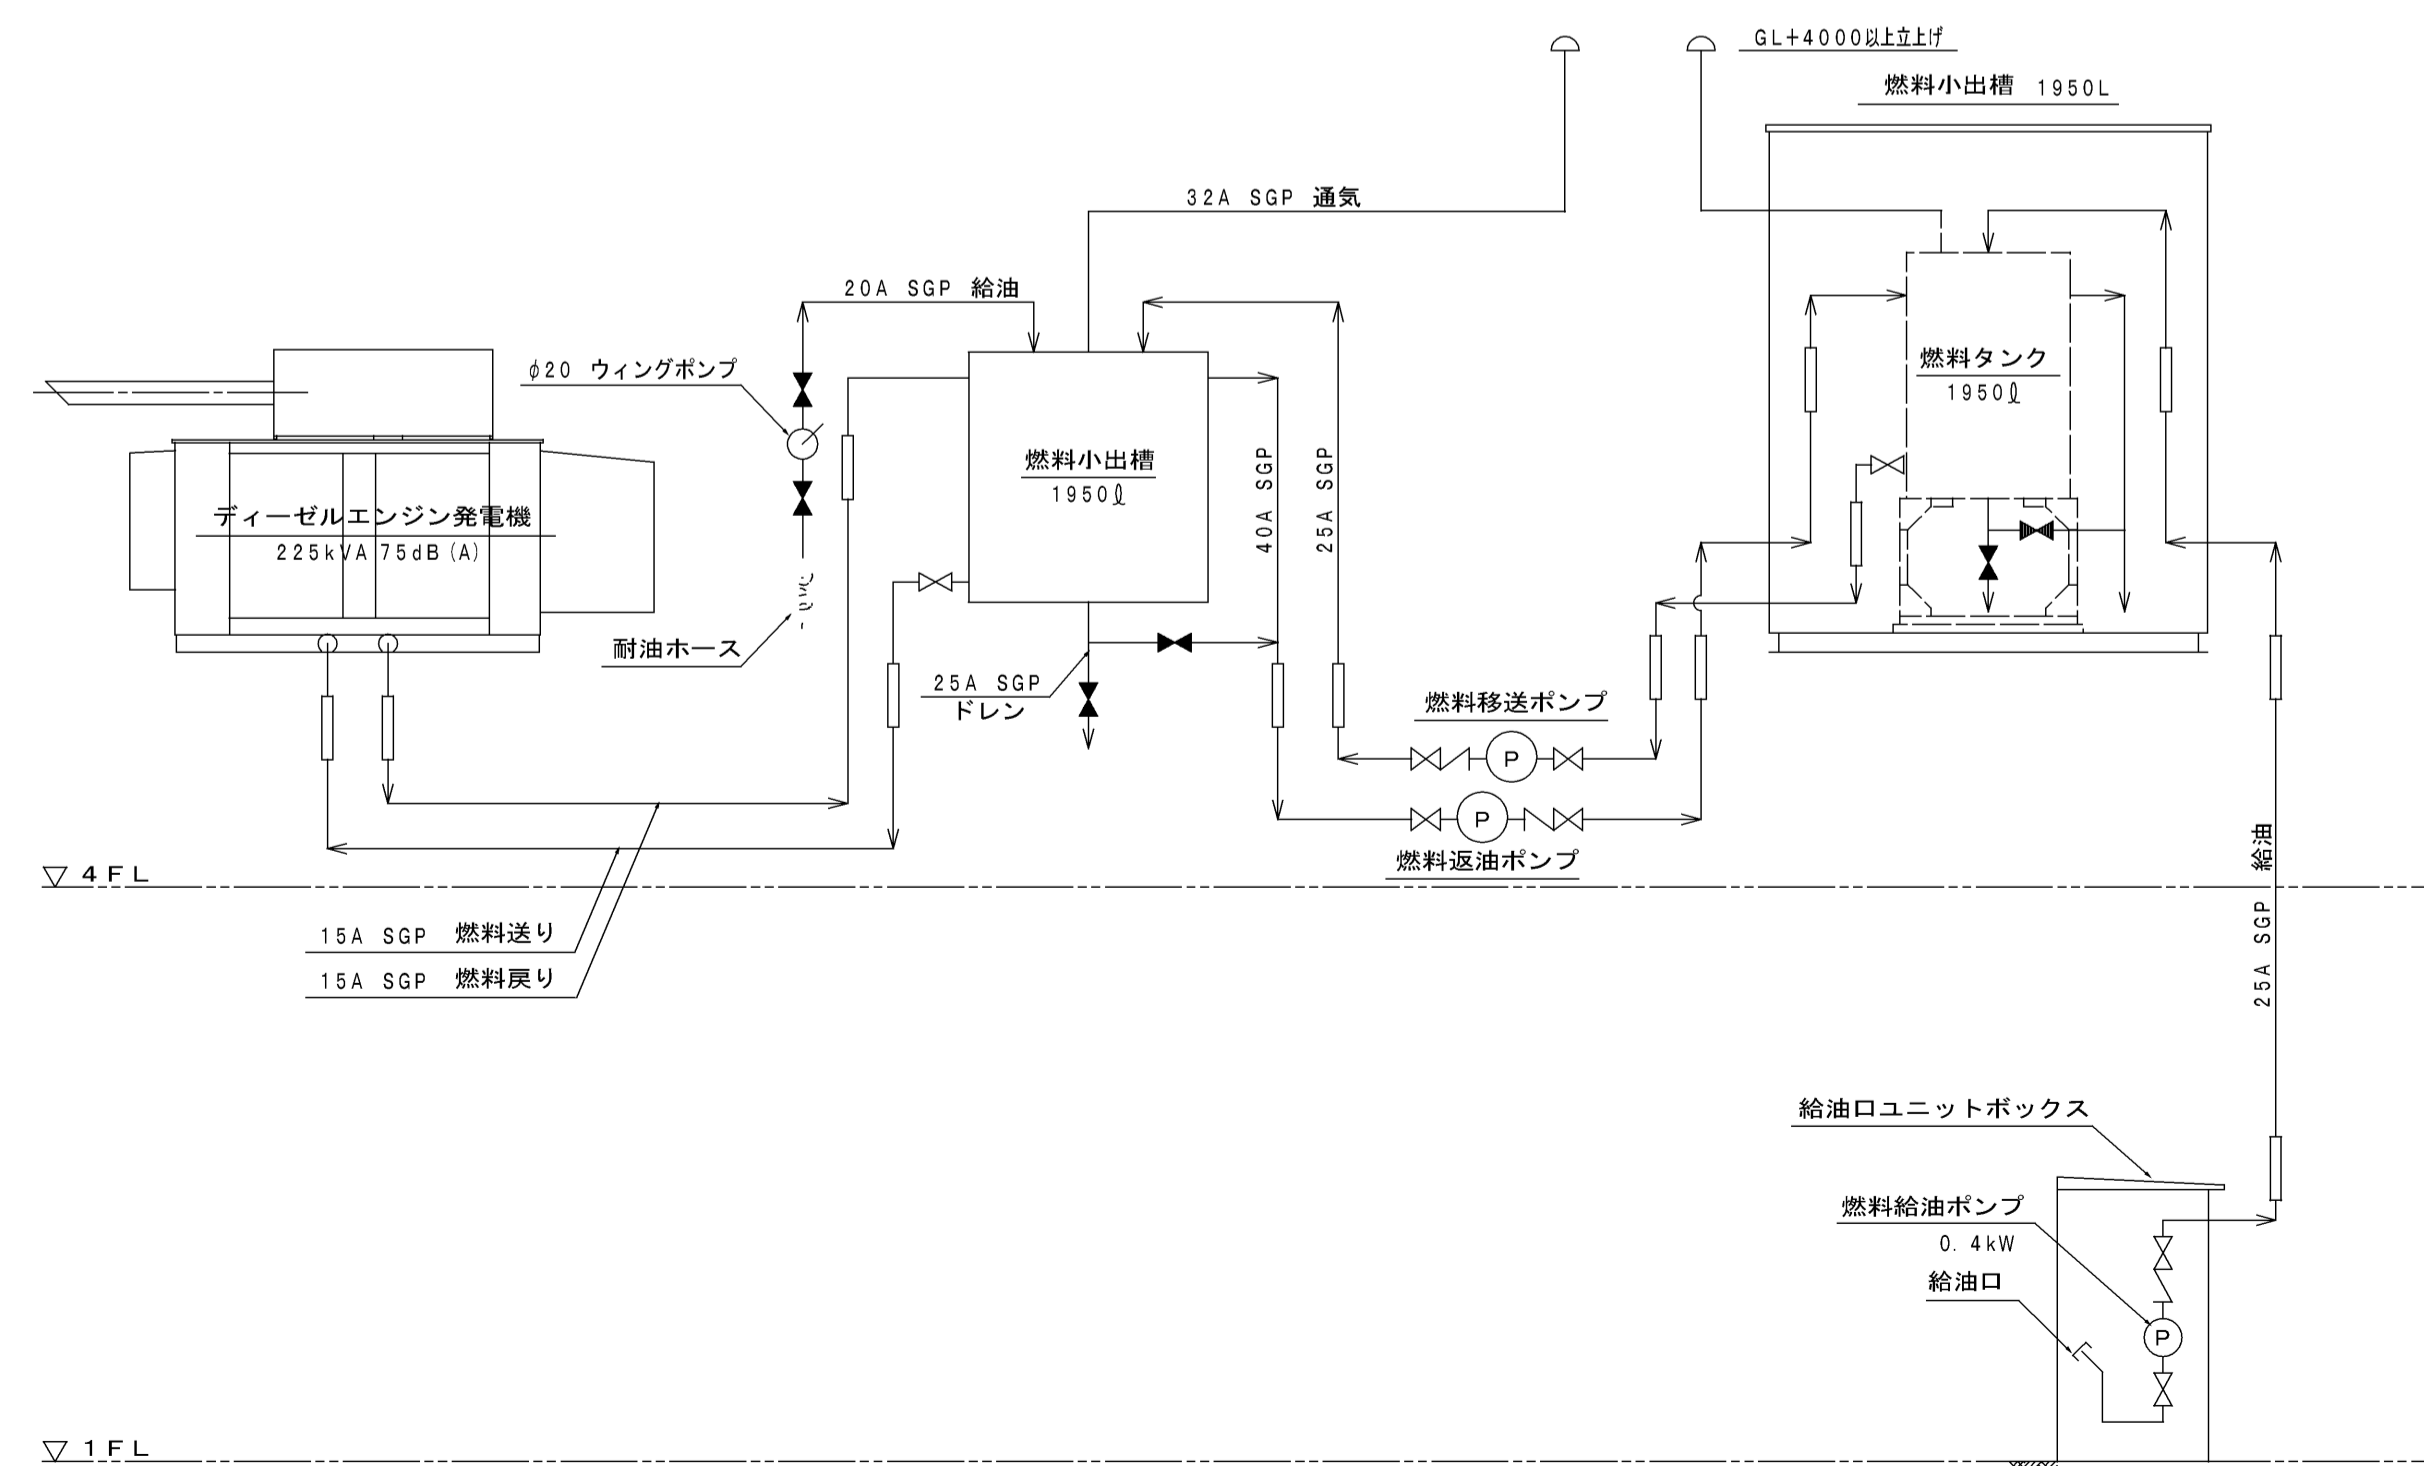 GL+4000以上立上げ
燃料小出槽 1950L
32A SGP 通気
20A SGP 給油
φ20 ウィングポンプ
燃料タンク
1950ℓ
燃料小出槽
1950ℓ
40A SGP
25A SGP
ディーゼルエンジン発電機
225kVA 75dB(A)
耐油ホース
25A SGP
ドレン
燃料移送ポンプ
P
P
燃料返油ポンプ
4FL
15A SGP 燃料送り
15A SGP 燃料戻り
25A SGP 給油
給油口ユニットボックス
燃料給油ポンプ
0.4kW
給油口
P
1FL